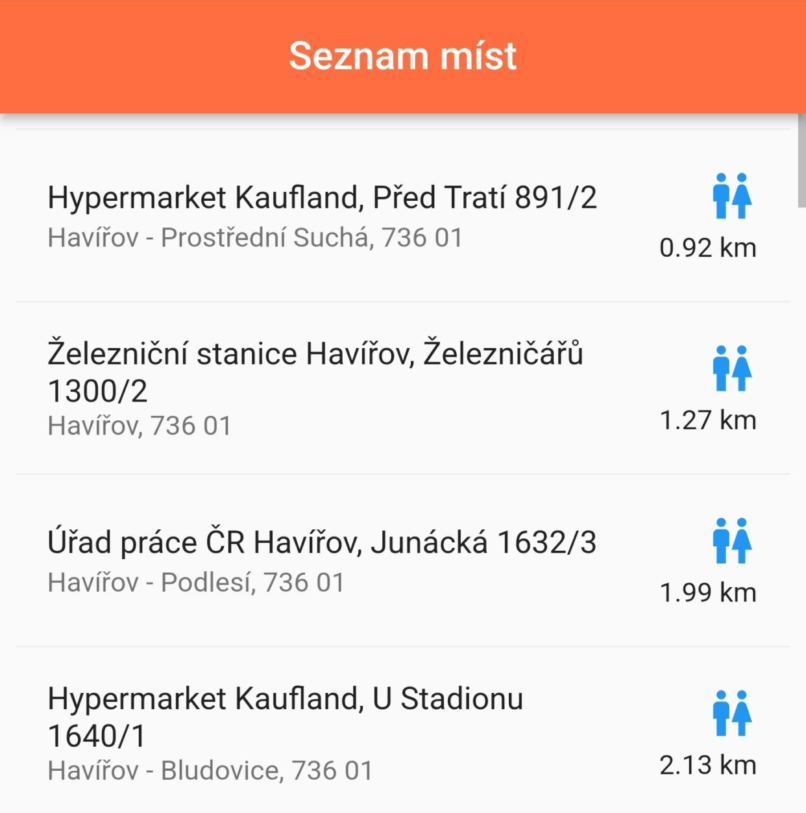 Seznam míst
Hypermarket Kaufland, Před Tratí 891/2
Havířov - Prostřední Suchá, 736 01
0.92 km
Železniční stanice Havířov, Železničářů
1300/2
Havířov, 736 01
1.27 km
Úřad práce ČR Havířov, Junácká 1632/3
Havířov - Podlesí, 736 01
1.99 km
Hypermarket Kaufland, U Stadionu
1640/1
Havířov - Bludovice, 736 01
2.13 km